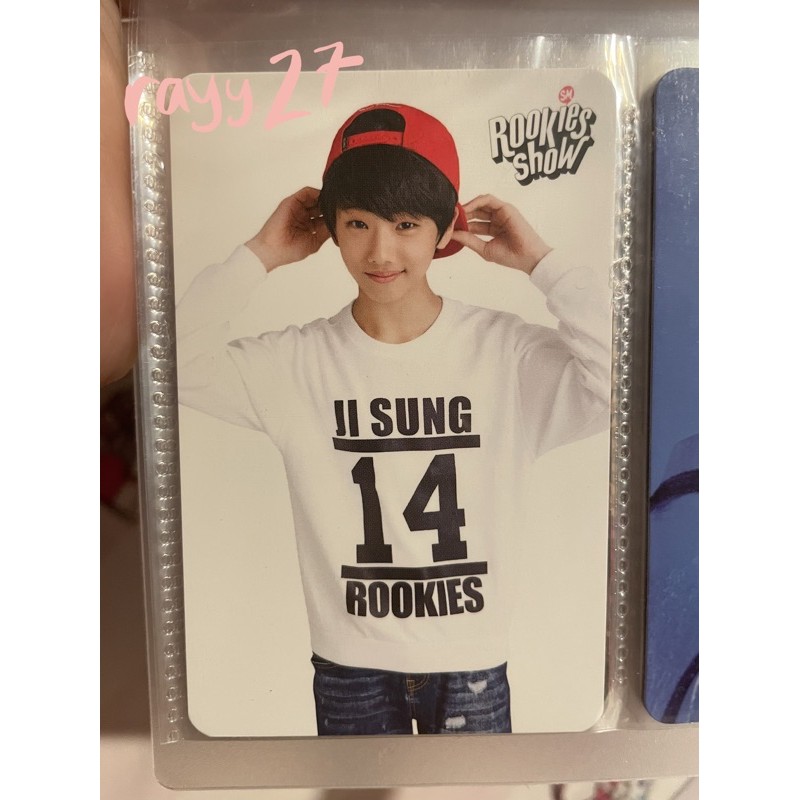 rayy27
SM
ROOKIES
SHOW
JI SUNG
14
ROOKIES